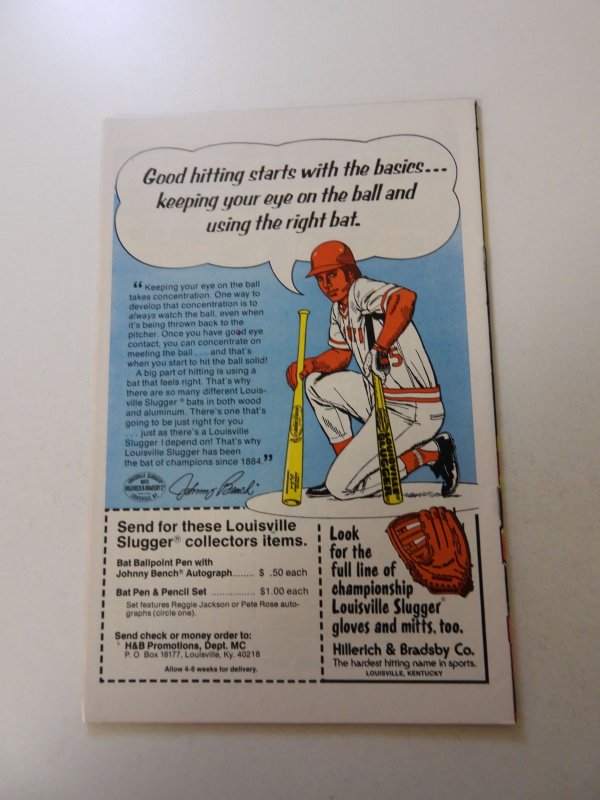 Good hitting starts with the basics...
keeping your eye on the ball and
using the right bat.
“ Keeping your eye on the ball
takes concentration. One way to
develop that concentration is to
always watch the ball, even when
it's being thrown back to the
pitcher. Once you have good eye
contact, you can concentrate on
meeting the ball . . . and that's
when you start to hit the ball solid!
A big part of hitting is using a
bat that feels right. That's why
there are so many different Louis-
ville Slugger® bats in both wood
and aluminum. There's one that's
going to be just right for you
. . . just as there's a Louisville
Slugger I depend on! That's why
Louisville Slugger has been
the bat of champions since 1884.”
Johnny Bench
5
Send for these Louisville
Slugger® collectors items.
Bat Ballpoint Pen with
Johnny Bench® Autograph....... $ .50 each
Bat Pen & Pencil Set ............... $1.00 each
Set features Reggie Jackson or Pete Rose auto-
graphs (circle one).
Send check or money order to:
H&B Promotions, Dept. MC
P. O Box 18177, Louisville, Ky. 40218
Allow 4-6 weeks for delivery.
Look
for the
full line of
championship
Louisville Slugger®
gloves and mitts, too.
Hillerich & Bradsby Co.
The hardest hitting name in sports.
LOUISVILLE, KENTUCKY